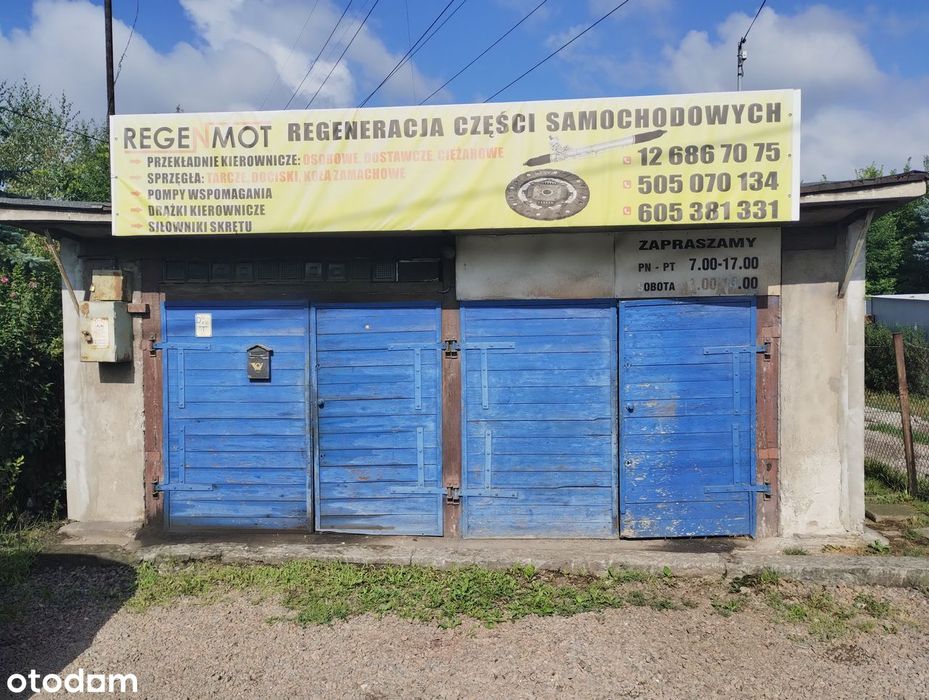 REGENMOT REGENERACJA CZĘŚCI SAMOCHODOWYCH
PRZEKŁADNIE KIEROWNICZE: OSOBOWE, DOSTAWCZE, CIĘŻAROWE
SPRZĘGŁA: TARCZE, DOCISKI, KOŁA ZAMACHOWE
POMPY WSPOMAGANIA
DRĄŻKI KIEROWNICZE
SIŁOWNIKI SKRĘTU
12 686 70 75
505 070 134
605 381 331
ZAPRASZAMY
PN - PT 7.00-17.00
OBOTA
otodom